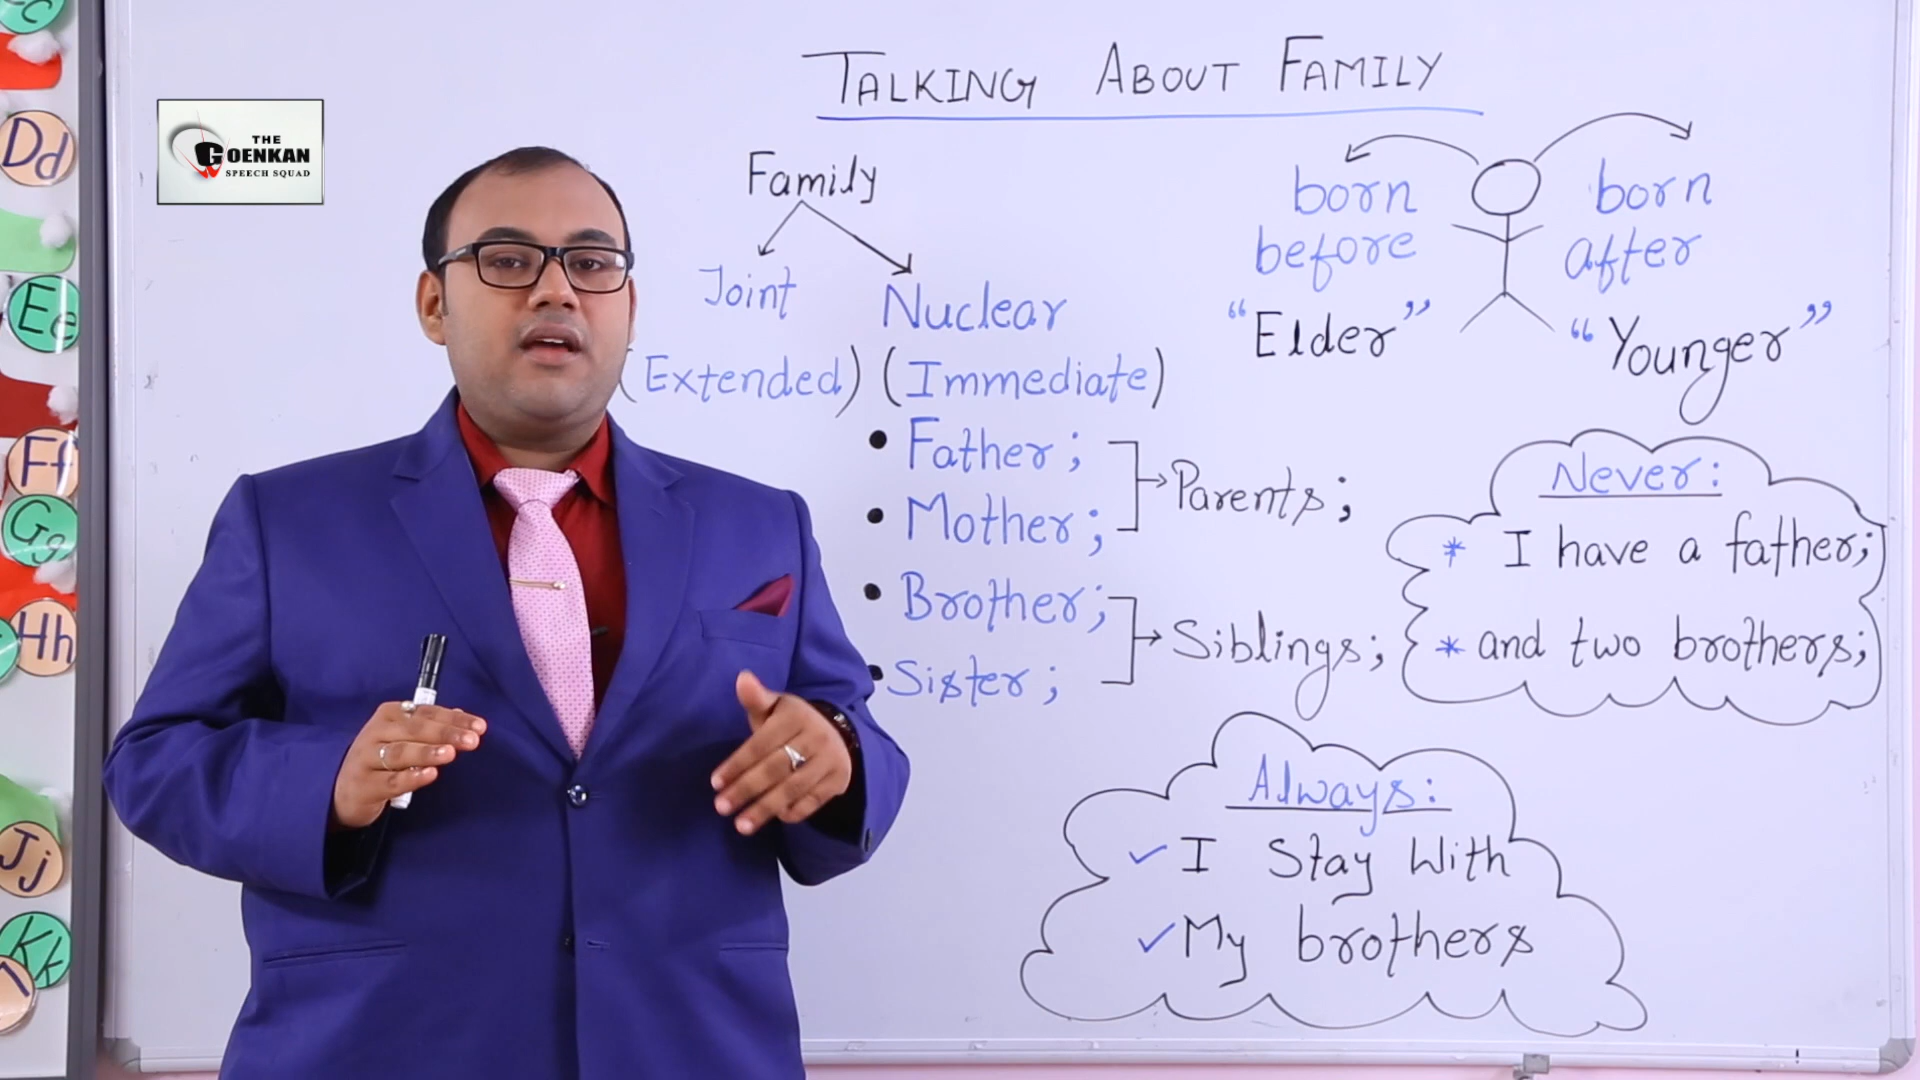 TALKING ABOUT FAMILY
THE
GOENKAN
SPEECH SQUAD
Family
Joint
Nuclear
(Extended) (Immediate)
• Father;
• Mother;
Parents;
• Brother;
• Sister;
Siblings;
born before
"Elder"
born after
"Younger"
Never:
* I have a father;
* and two brothers;
Always:
✓ I Stay With
✓ My brothers
Dd
Ee
Ff
Gg
Hh
Jj
Kk